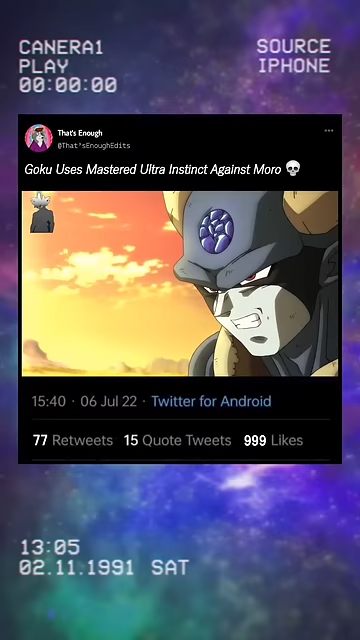 CANERA1
PLAY
00:00:00
SOURCE
IPHONE
That's Enough
@That'sEnoughEdits
Goku Uses Mastered Ultra Instinct Against Moro 💀
15:40 · 06 Jul 22 · Twitter for Android
77 Retweets 15 Quote Tweets 999 Likes
13:05
02.11.1991 SAT